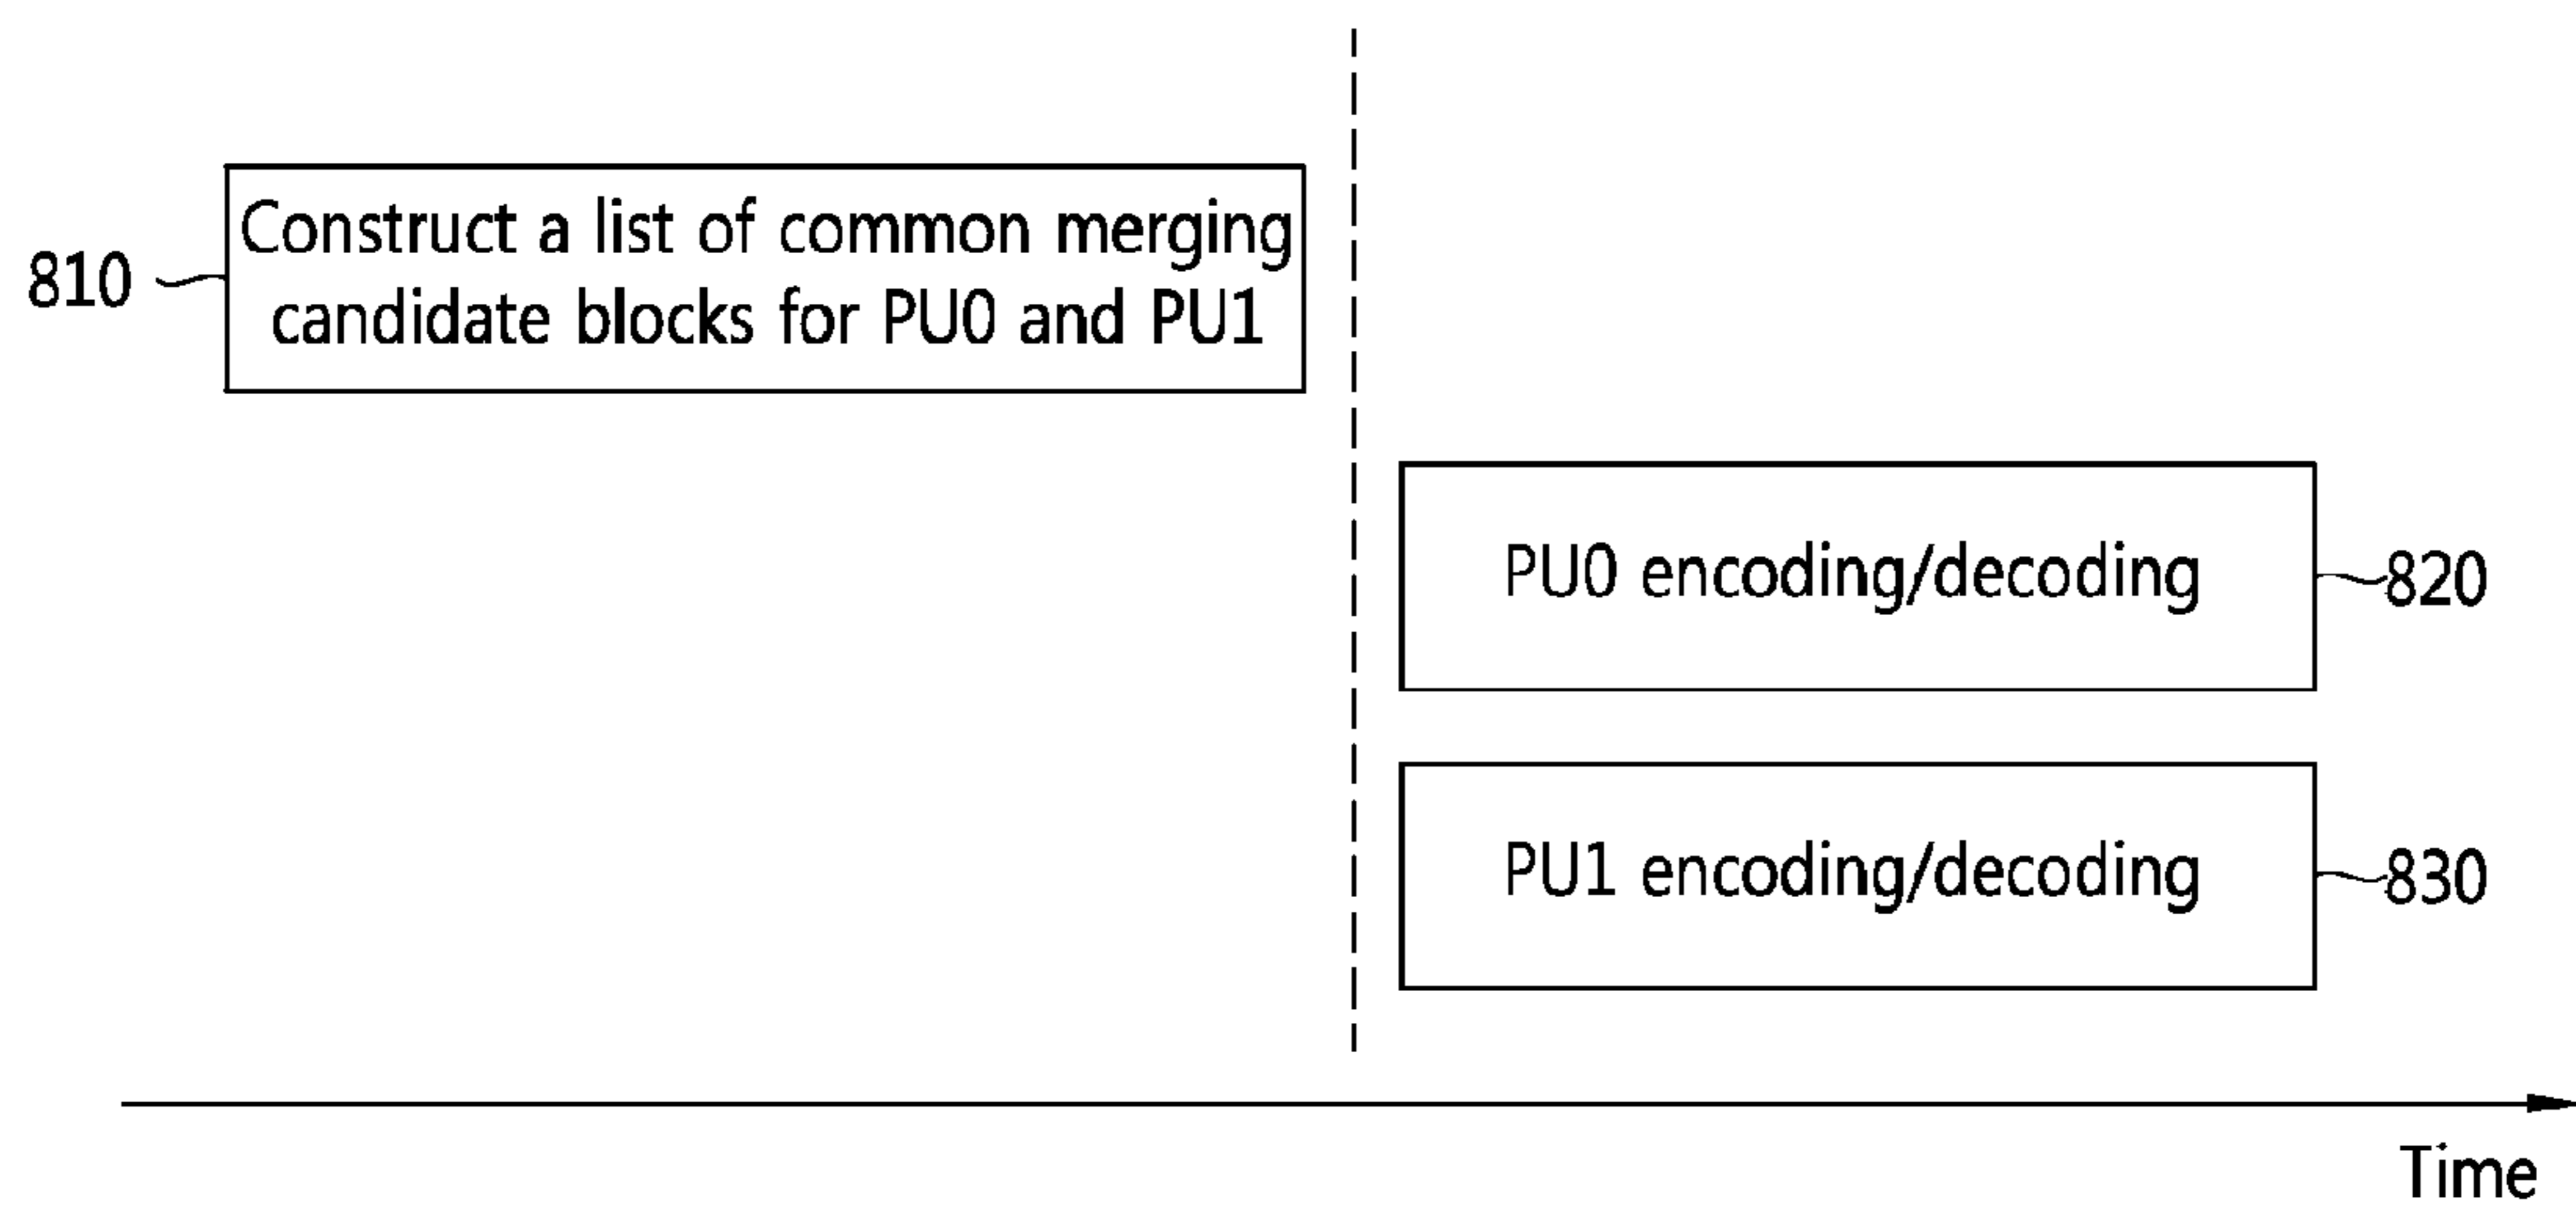 810
Construct a list of common merging
candidate blocks for PU0 and PU1
PU0 encoding/decoding
820
PU1 encoding/decoding
830
Time